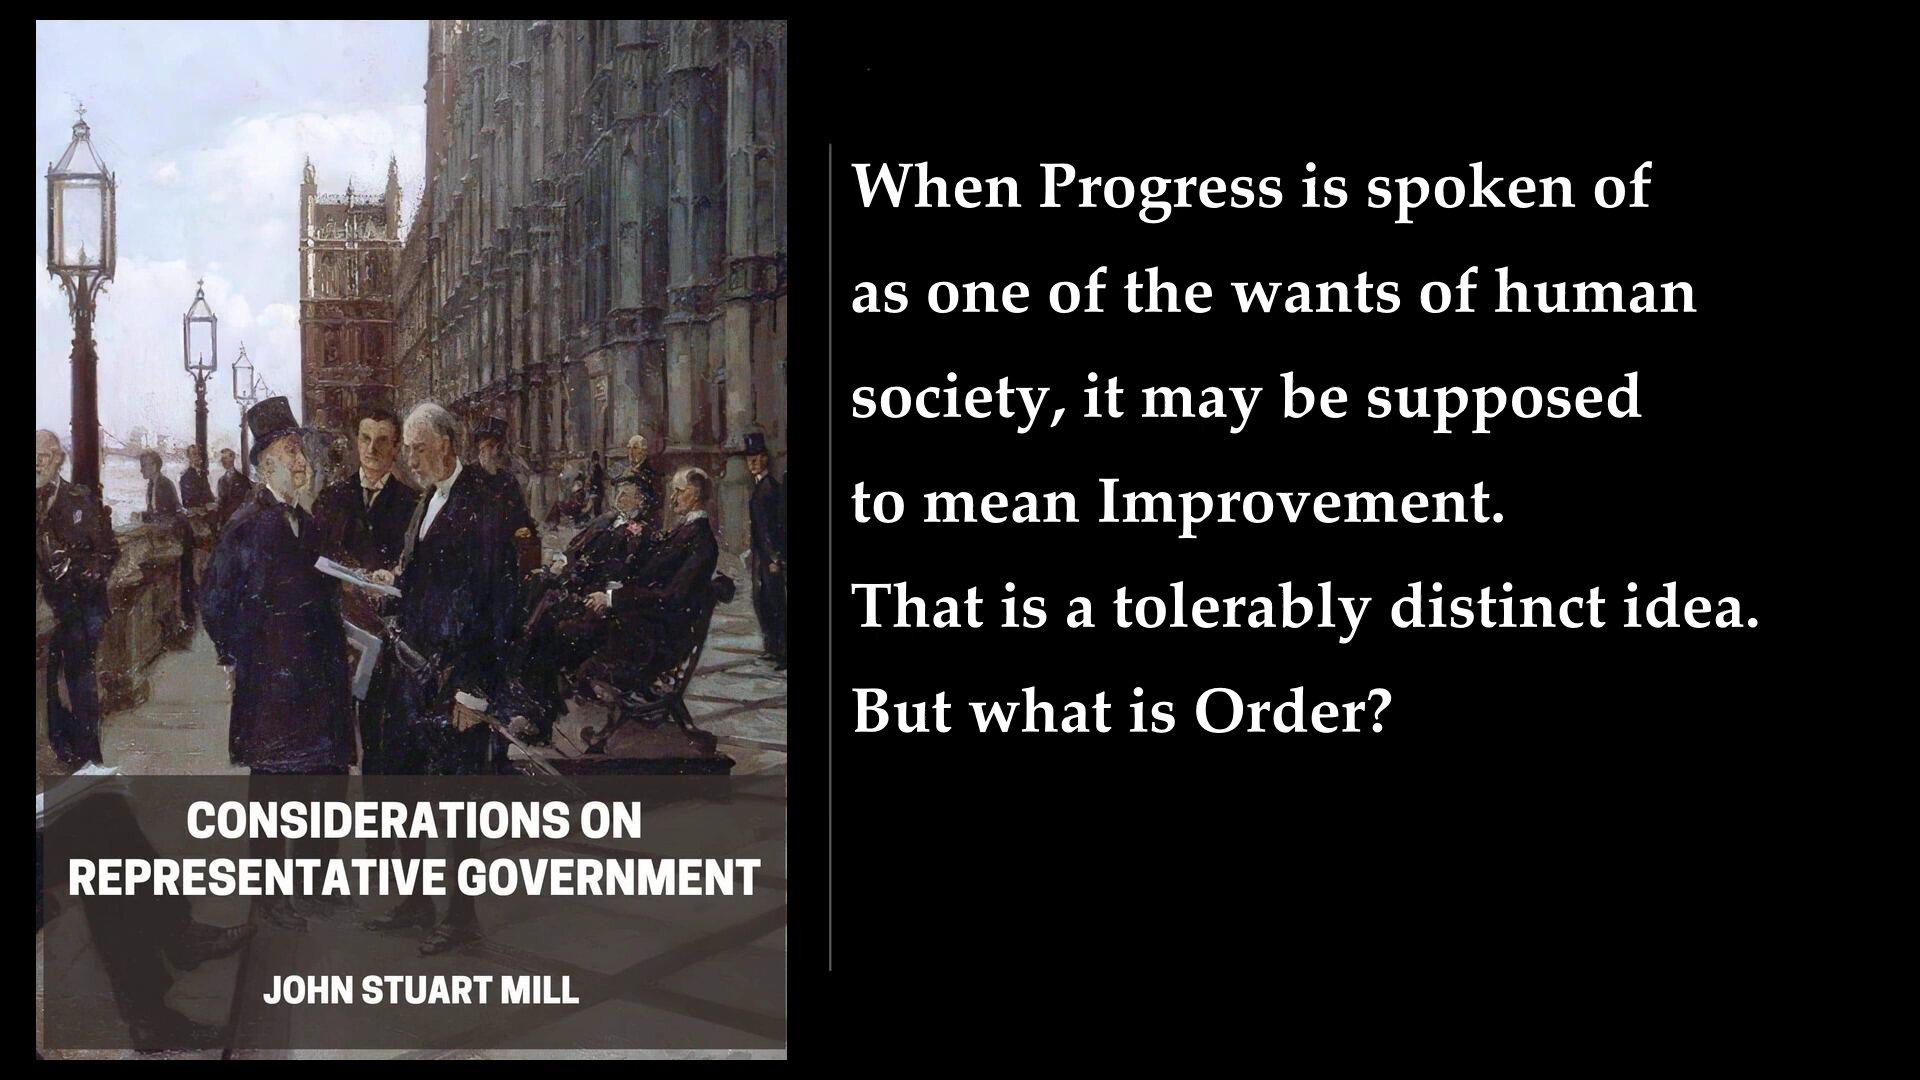 CONSIDERATIONS ON
REPRESENTATIVE GOVERNMENT
JOHN STUART MILL
When Progress is spoken of
as one of the wants of human
society, it may be supposed
to mean Improvement.
That is a tolerably distinct idea.
But what is Order?